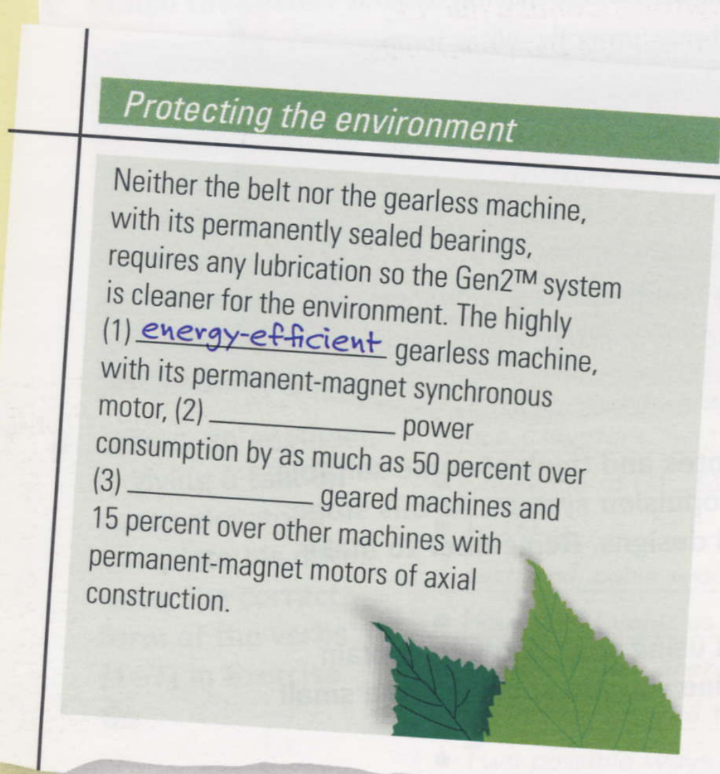 Protecting the environment
Neither the belt nor the gearless machine,
with its permanently sealed bearings,
requires any lubrication so the Gen2™ system
is cleaner for the environment. The highly
(1) energy-efficient gearless machine,
with its permanent-magnet synchronous
motor, (2) ____________ power
consumption by as much as 50 percent over
(3) ____________ geared machines and
15 percent over other machines with
permanent-magnet motors of axial
construction.